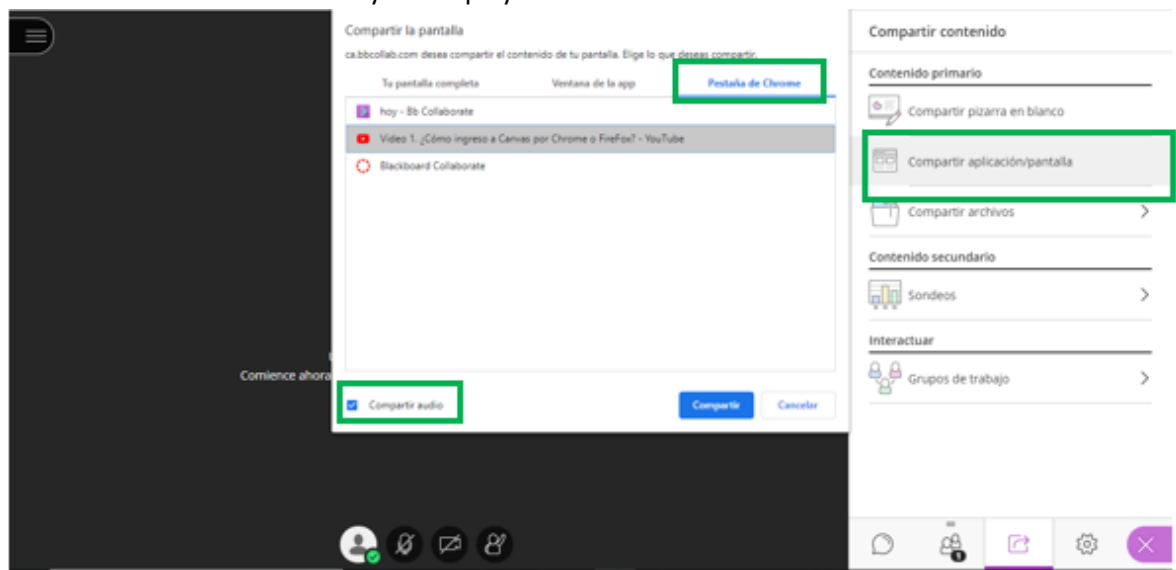 Compartir la pantalla
ca.bbcollab.com desea compartir el contenido de tu pantalla. Elige lo que deseas compartir.
Tu pantalla completa
Ventana de la app
Pestaña de Chrome
hoy - Bb Collaborate
Video 1. ¿Cómo ingreso a Canvas por Chrome o FireFox? - YouTube
Blackboard Collaborate
Comience ahora
Compartir audio
Compartir
Cancelar
Compartir contenido
Contenido primario
Compartir pizarra en blanco
Compartir aplicación/pantalla
Compartir archivos
Contenido secundario
Sondeos
Interactuar
Grupos de trabajo